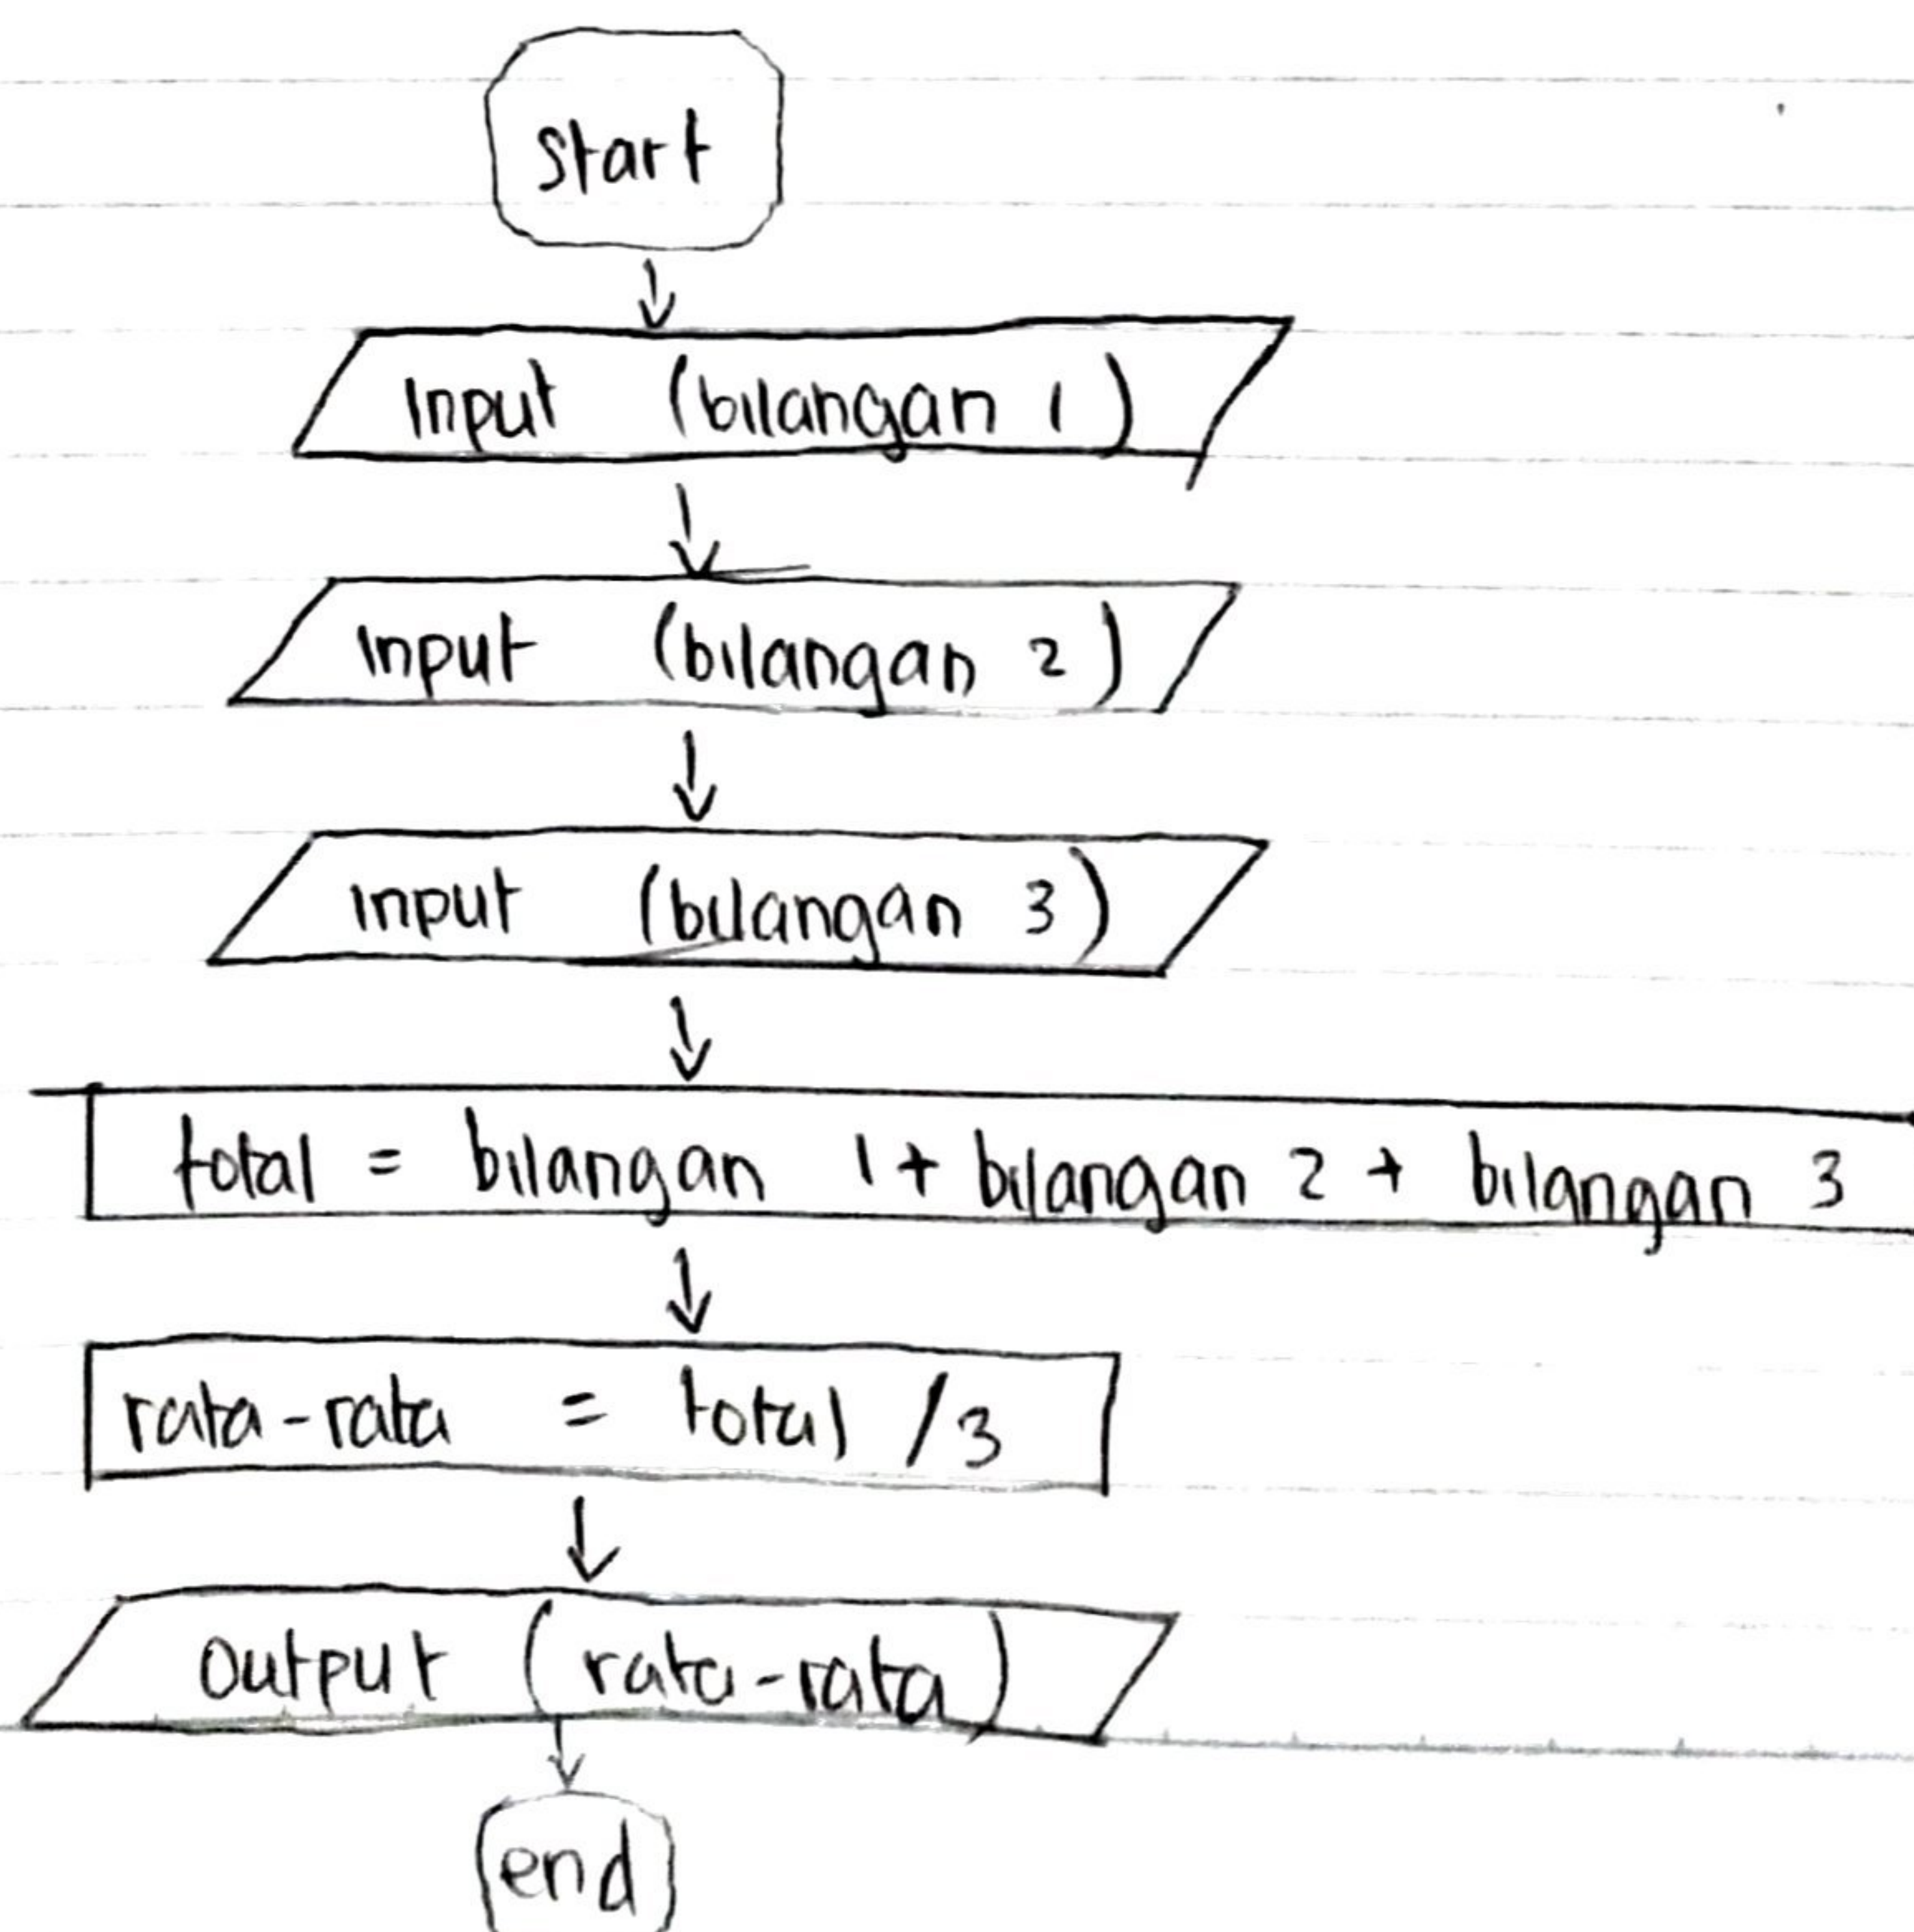 Start
Input (bilangan 1)
Input (bilangan 2)
Input (bilangan 3)
total = bilangan 1 + bilangan 2 + bilangan 3
rata-rata = total /3
Output (rata-rata)
end